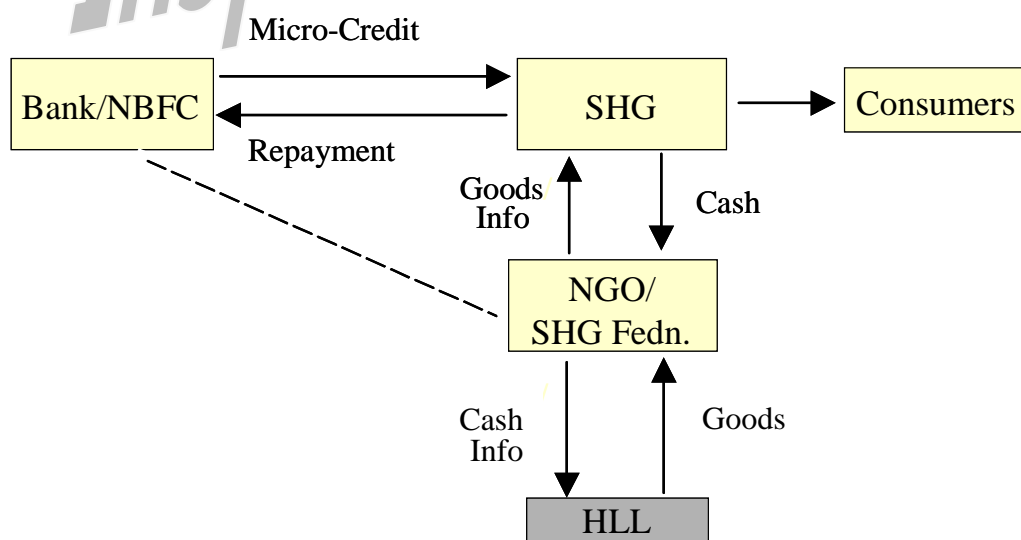 Micro-Credit
Bank/NBFC
SHG
Consumers
Repayment
Goods
Info
Cash
NGO/
SHG Fedn.
Cash
Info
Goods
HLL